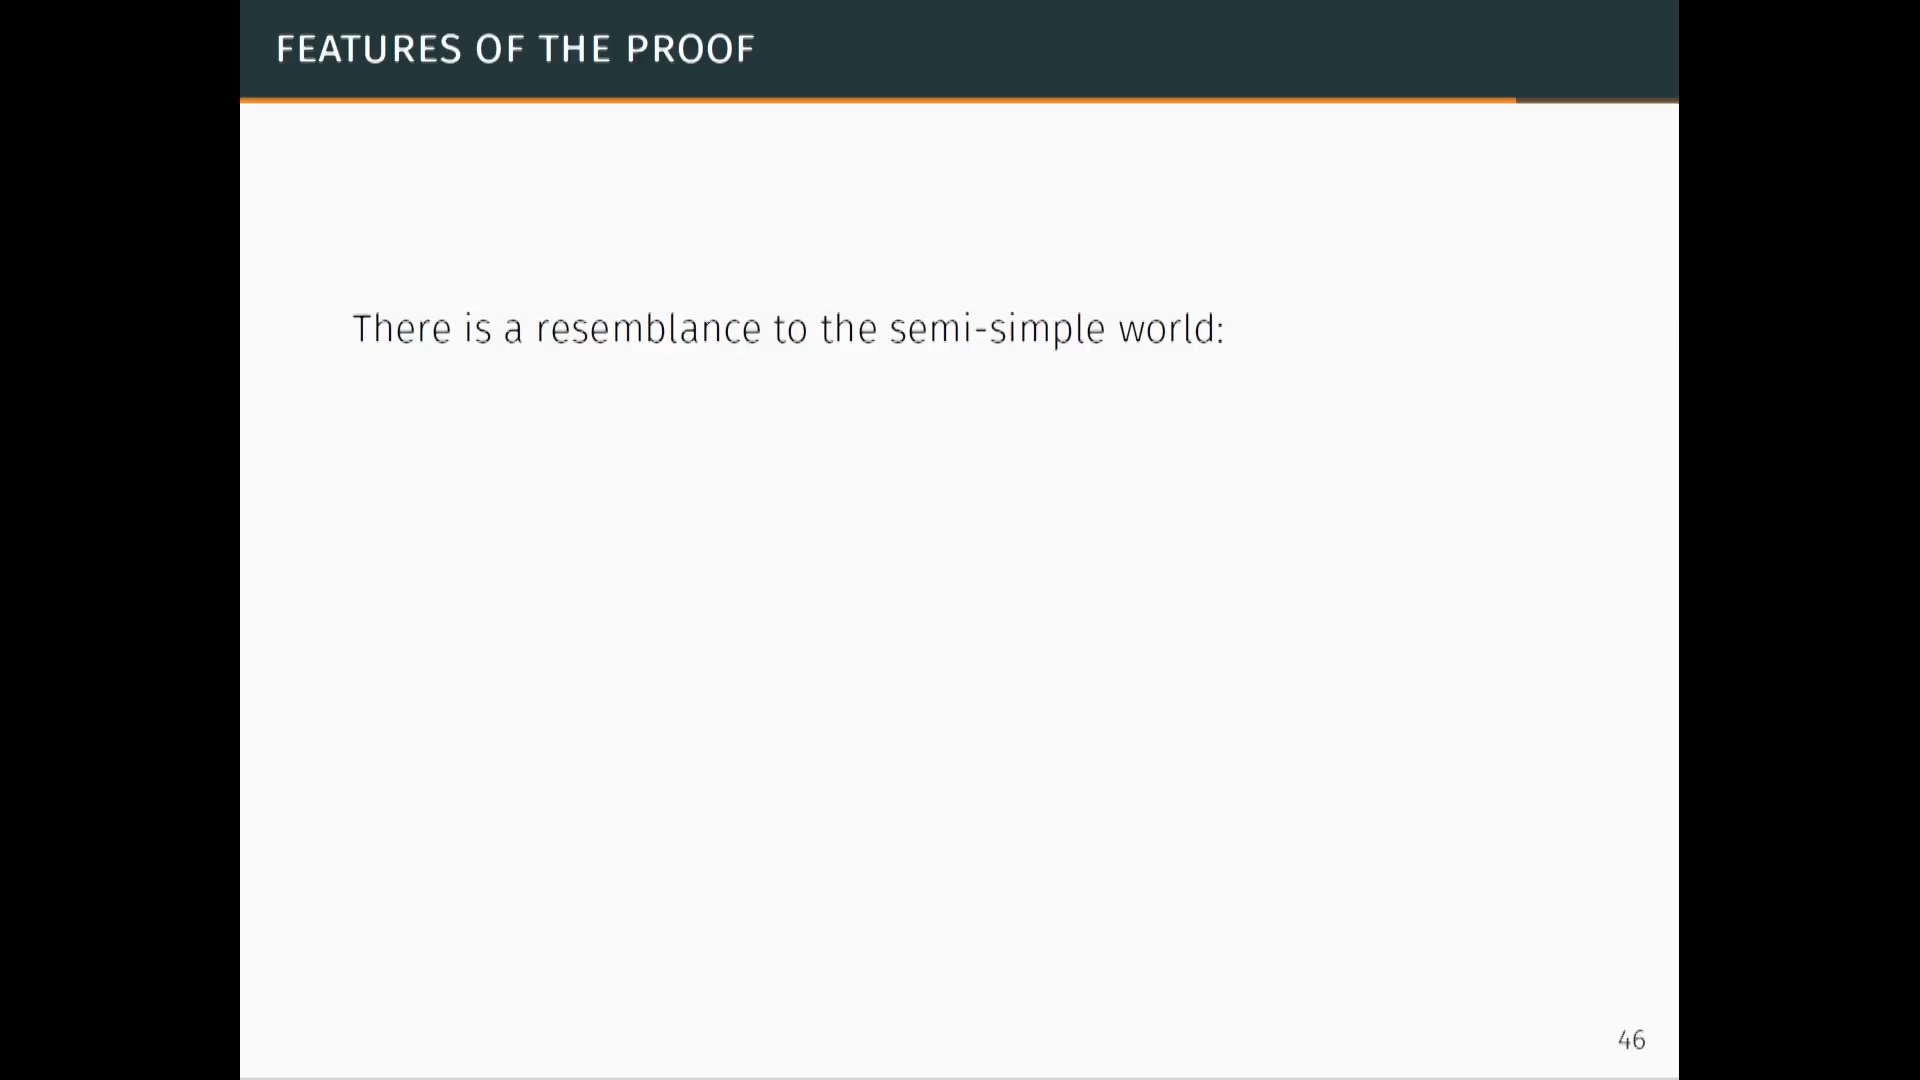 FEATURES OF THE PROOF
There is a resemblance to the semi-simple world:
46